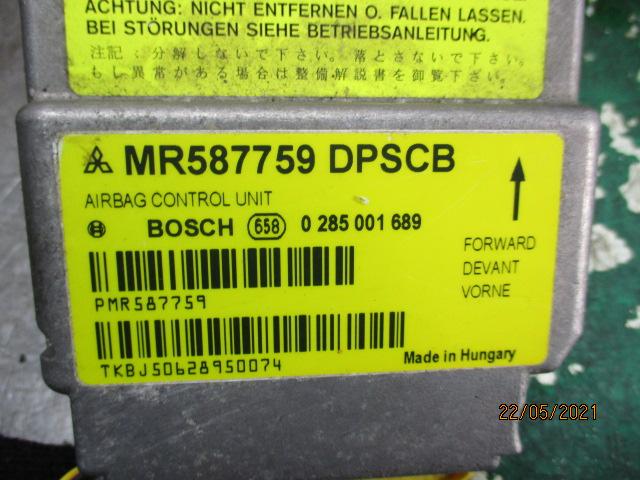 ACHTUNG: NICHT ENTFERNEN O. FALLEN LASSEN.
BEI STÖRUNGEN SIEHE BETRIEBSANLEITUNG.
注記:分解しないで下さい。落とさないで下さい。
もし異常がある場合は整備解説書を御覧下さい。
MR587759 DPSCB
AIRBAG CONTROL UNIT
BOSCH 658 0 285 001 689
FORWARD
DEVANT
VORNE
PMR587759
TKBJ50628950074
Made in Hungary
22/05/2021